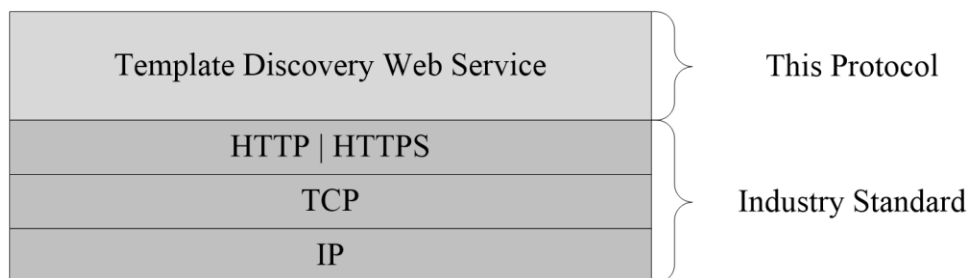 Template Discovery Web Service
This Protocol
HTTP | HTTPS
TCP
Industry Standard
IP